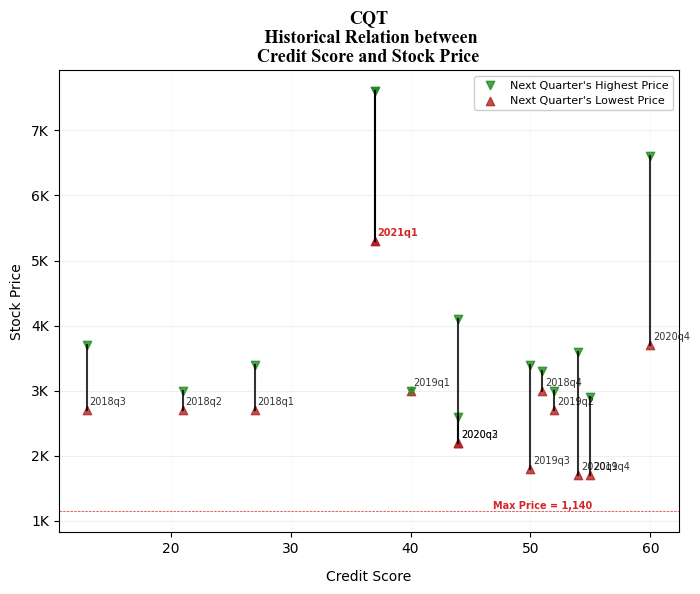 CQT
Historical Relation between
Credit Score and Stock Price
Next Quarter's Highest Price
Next Quarter's Lowest Price
7K
6K
5K
4K
3K
2K
1K
Stock Price
2021q1
2020q4
2019q1
2018q3
2018q2
2018q1
2018q4
2019q2
2019q3
Max Price = 1,140
20
30
40
50
60
Credit Score